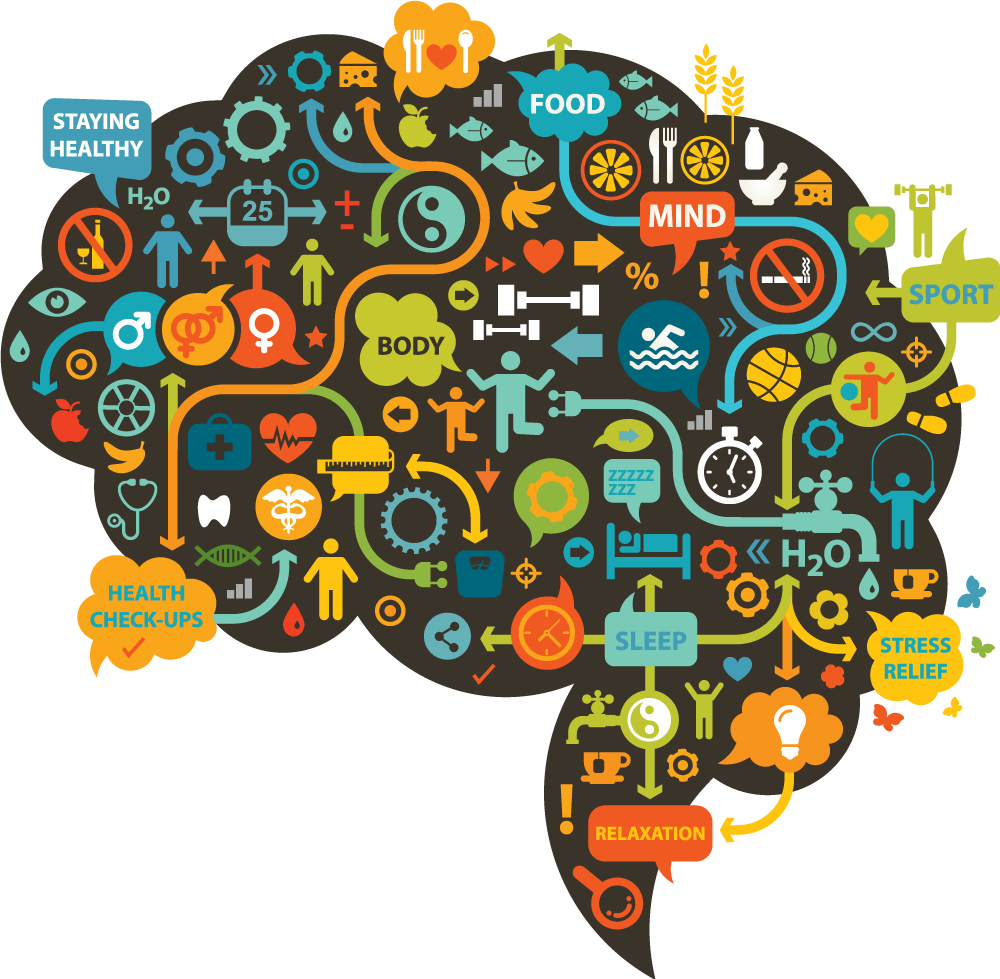 FOOD
STAYING
HEALTHY
H2O
25
MIND
%
!
SPORT
BODY
ZZZZZ
ZZZ
H2O
HEALTH
CHECK-UPS
SLEEP
STRESS
RELIEF
!
RELAXATION